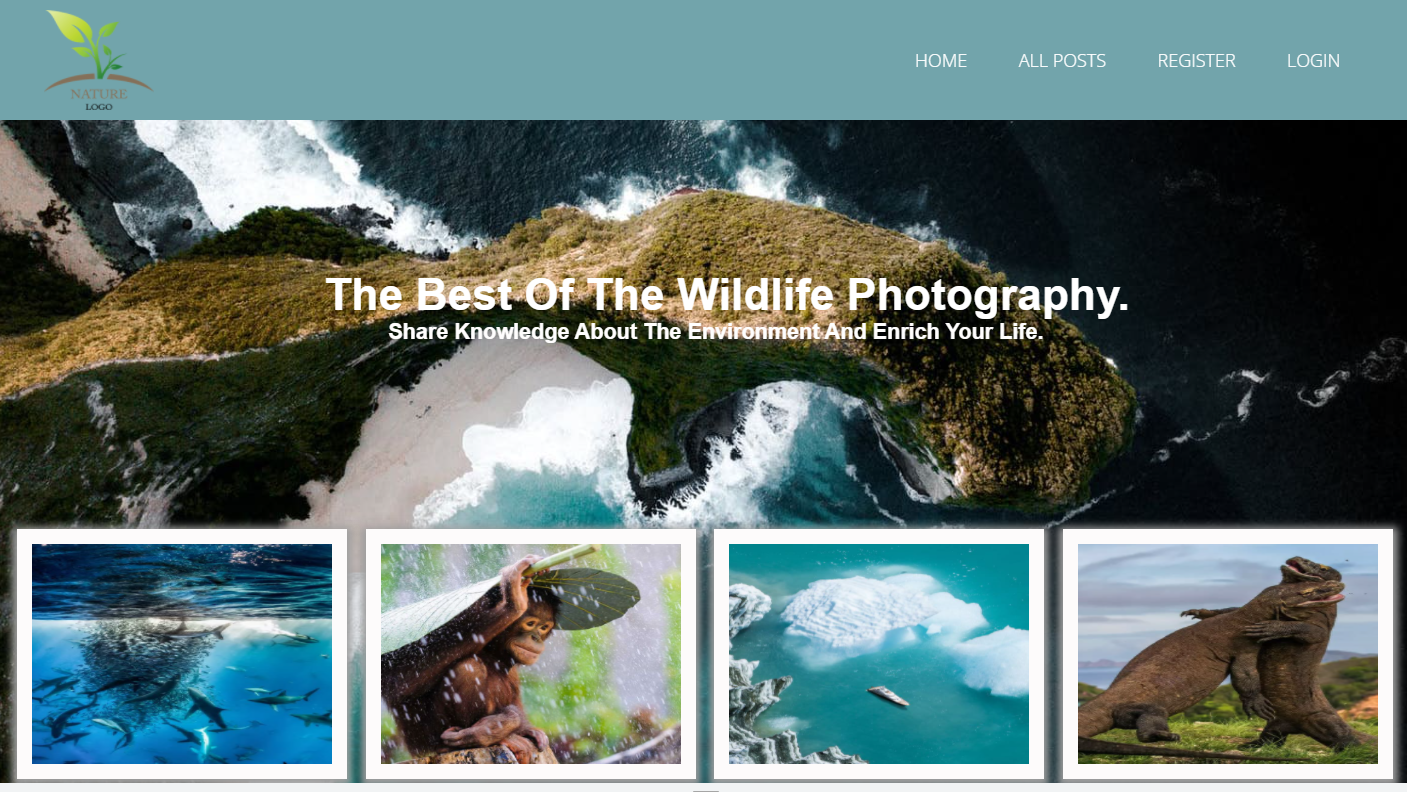 HOME ALL POSTS REGISTER LOGIN
NATURE
LOGO
The Best Of The Wildlife Photography.
Share Knowledge About The Environment And Enrich Your Life.